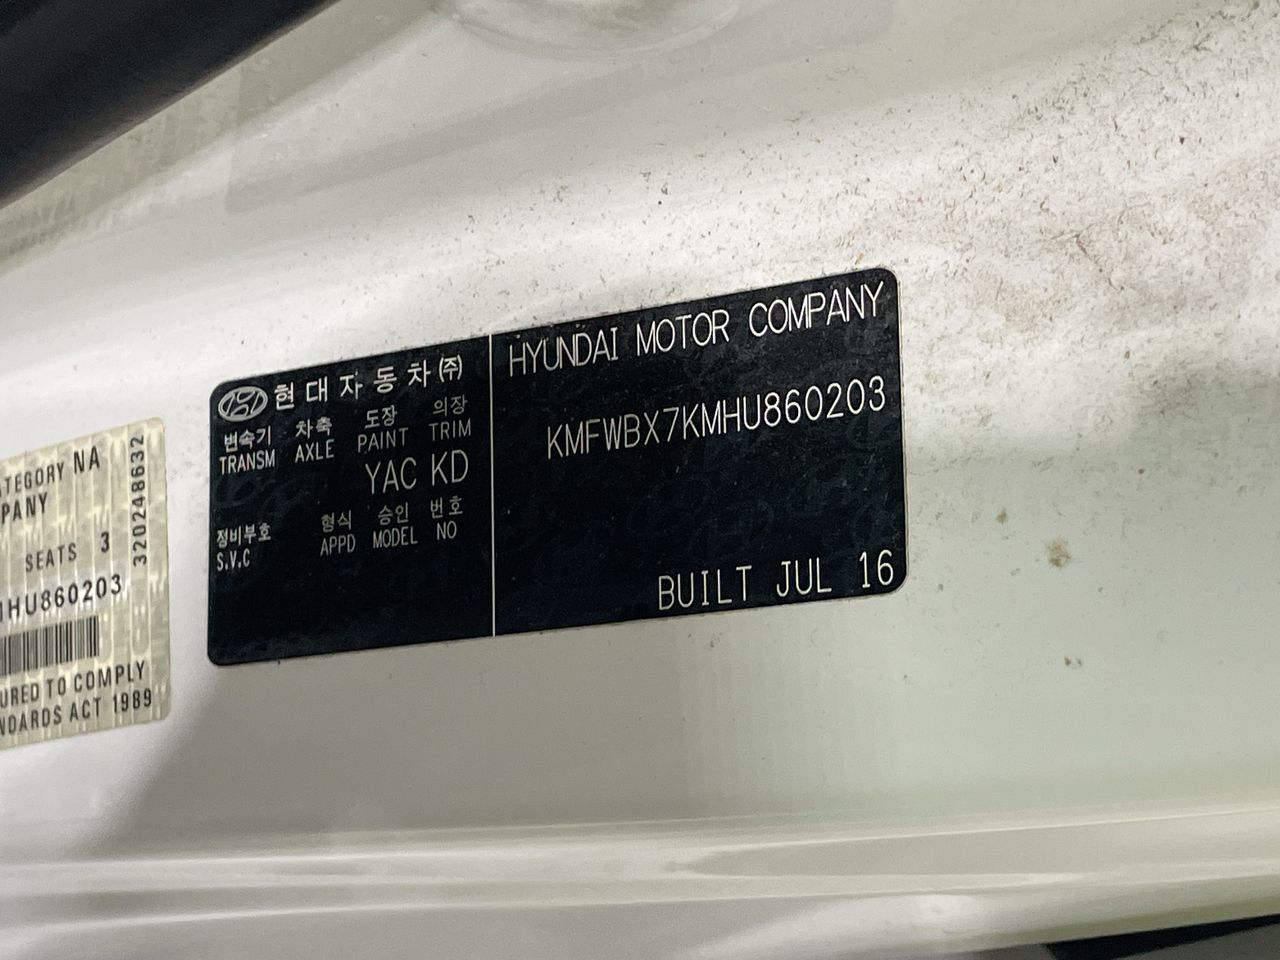 ATEGORY NA
PANY
SEATS 3
1HU860203
URED TO COMPLY
NDARDS ACT 1989
320248632
현대자동차(주)
변속기 차축 도장 의장
TRANSM AXLE PAINT TRIM
YAC KD
정비부호 형식 승인 번호
S.V.C APPD MODEL NO
HYUNDAI MOTOR COMPANY
KMFWBX7KMHU860203
BUILT JUL 16